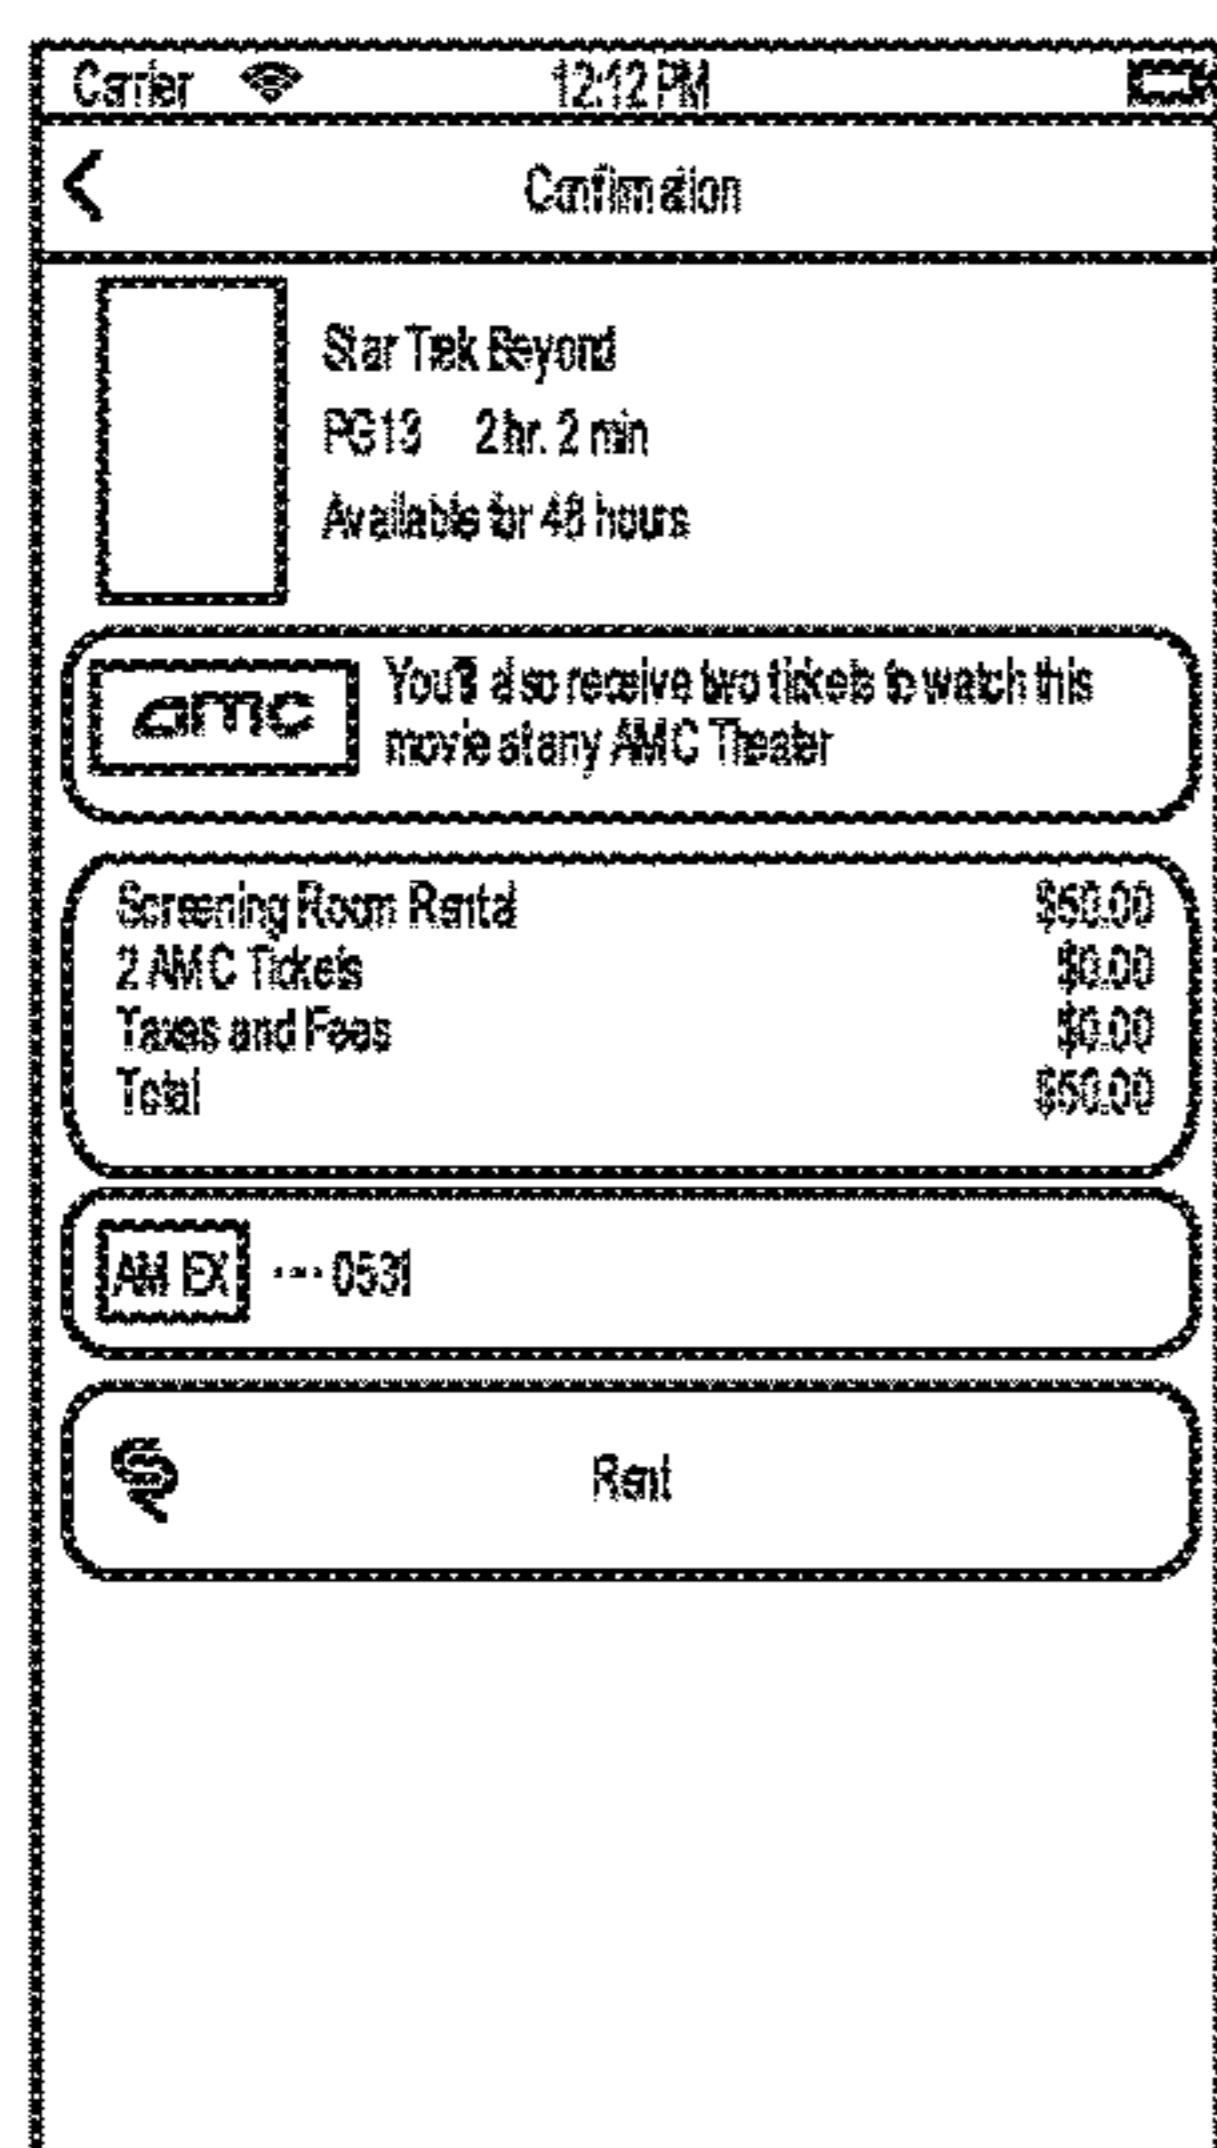 Carrier 12:12 PM
Confirmation
Star Trek Beyond
PG13 2 hr. 2 min
Available for 48 hours
amc
You'll also receive two tickets to watch this
movie at any AMC Theater
Screening Room Rental $50.00
2 AMC Tickets $0.00
Taxes and Fees $0.00
Total $50.00
AM EX ···· 0531
Rent